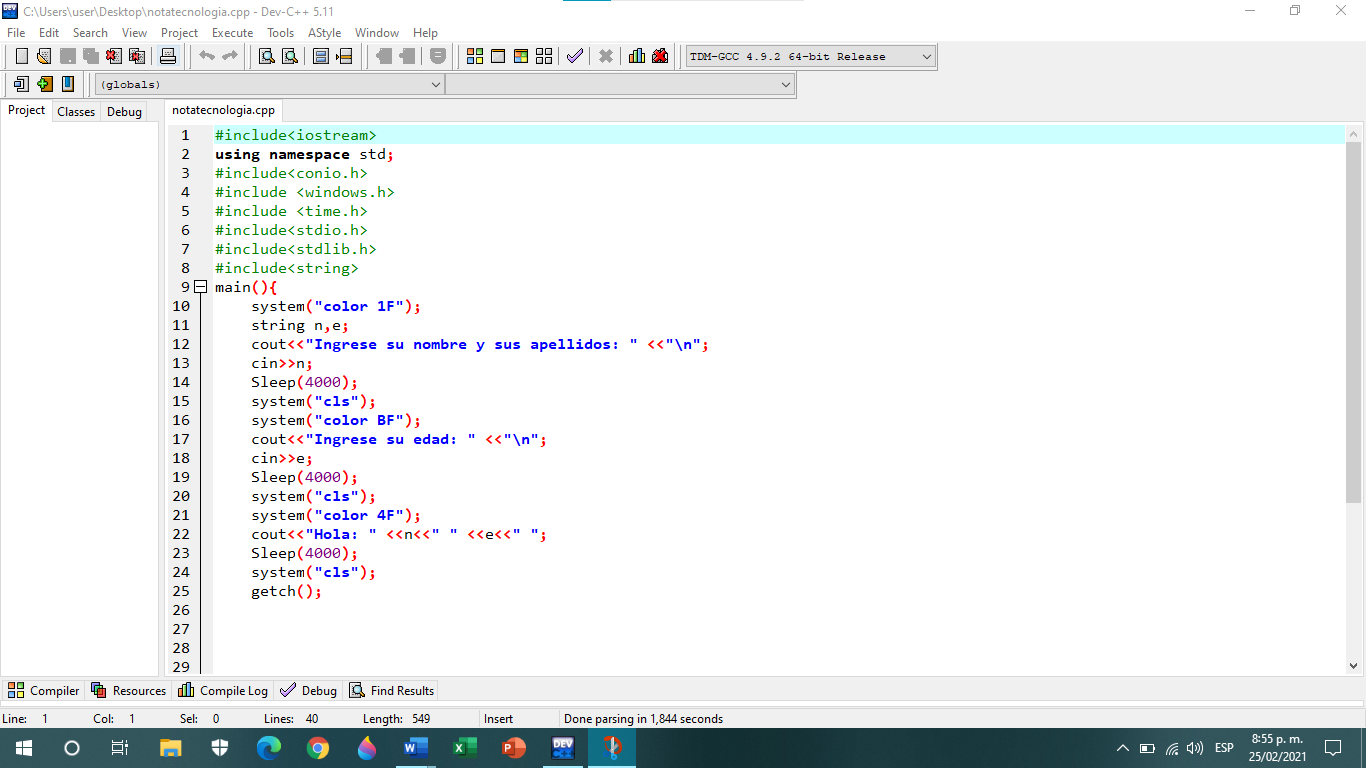 C:\Users\user\Desktop\notatecnologia.cpp - Dev-C++ 5.11
File Edit Search View Project Execute Tools AStyle Window Help
TDM-GCC 4.9.2 64-bit Release
(globals)
Project Classes Debug notatecnologia.cpp
1 #include<iostream>
2 using namespace std;
3 #include<conio.h>
4 #include <windows.h>
5 #include <time.h>
6 #include<stdio.h>
7 #include<stdlib.h>
8 #include<string>
9 main(){
10 system("color 1F");
11 string n,e;
12 cout<<"Ingrese su nombre y sus apellidos: " <<"\n";
13 cin>>n;
14 Sleep(4000);
15 system("cls");
16 system("color BF");
17 cout<<"Ingrese su edad: " <<"\n";
18 cin>>e;
19 Sleep(4000);
20 system("cls");
21 system("color 4F");
22 cout<<"Hola: " <<n<<" " <<e<<" ";
23 Sleep(4000);
24 system("cls");
25 getch();
26
27
28
29
Compiler Resources Compile Log Debug Find Results
Line: 1 Col: 1 Sel: 0 Lines: 40 Length: 549 Insert Done parsing in 1,844 seconds
DEV
ESP
8:55 p. m.
25/02/2021